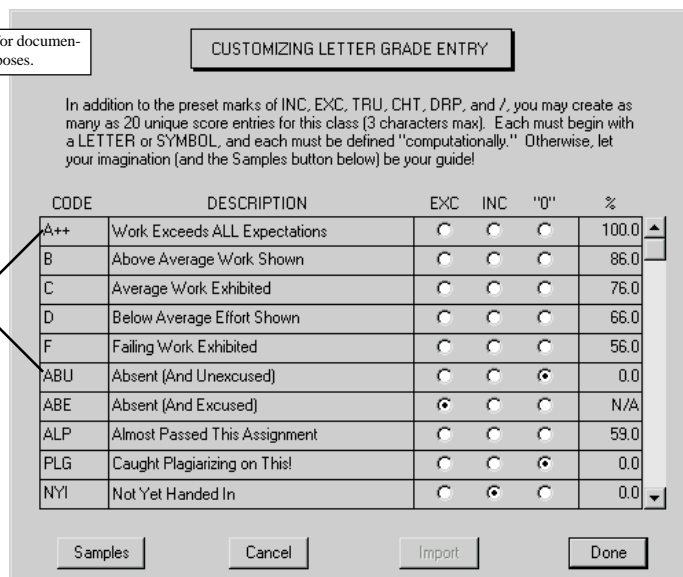 or documen-
poses.
CUSTOMIZING LETTER GRADE ENTRY
In addition to the preset marks of INC, EXC, TRU, CHT, DRP, and /, you may create as
many as 20 unique score entries for this class (3 characters max). Each must begin with
a LETTER or SYMBOL, and each must be defined "computationally." Otherwise, let
your imagination (and the Samples button below) be your guide!
CODE DESCRIPTION EXC INC "0" %
A++ Work Exceeds ALL Expectations 100.0
B Above Average Work Shown 86.0
C Average Work Exhibited 76.0
D Below Average Effort Shown 66.0
F Failing Work Exhibited 56.0
ABU Absent (And Unexcused) 0.0
ABE Absent (And Excused) N/A
ALP Almost Passed This Assignment 59.0
PLG Caught Plagiarizing on This! 0.0
NYI Not Yet Handed In 0.0
Samples Cancel Import Done